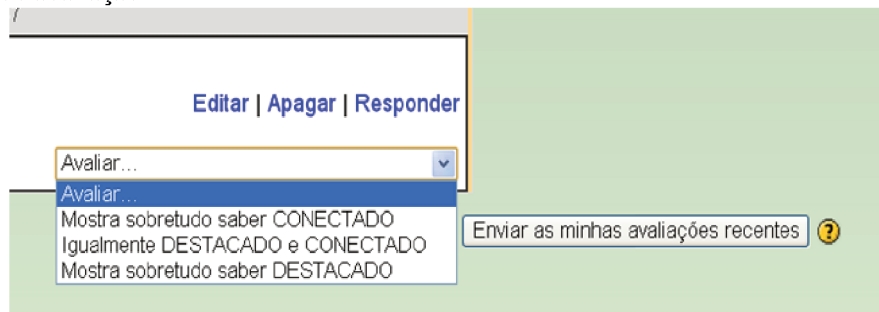 Editar | Apagar | Responder
Avaliar...
Avaliar...
Mostra sobretudo saber CONECTADO
Igualmente DESTACADO e CONECTADO
Mostra sobretudo saber DESTACADO
Enviar as minhas avaliações recentes ?